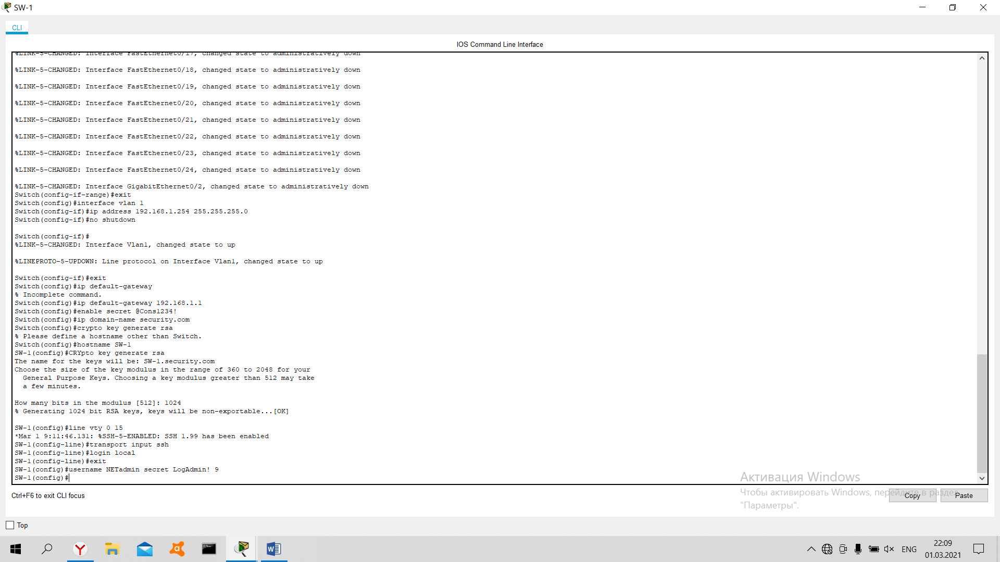 SW-1
CLI
IOS Command Line Interface
%LINK-5-CHANGED: Interface FastEthernet0/17, changed state to administratively down
%LINK-5-CHANGED: Interface FastEthernet0/18, changed state to administratively down
%LINK-5-CHANGED: Interface FastEthernet0/19, changed state to administratively down
%LINK-5-CHANGED: Interface FastEthernet0/20, changed state to administratively down
%LINK-5-CHANGED: Interface FastEthernet0/21, changed state to administratively down
%LINK-5-CHANGED: Interface FastEthernet0/22, changed state to administratively down
%LINK-5-CHANGED: Interface FastEthernet0/23, changed state to administratively down
%LINK-5-CHANGED: Interface FastEthernet0/24, changed state to administratively down
%LINK-5-CHANGED: Interface GigabitEthernet0/2, changed state to administratively down
Switch(config-if-range)#exit
Switch(config)#interface vlan 1
Switch(config-if)#ip address 192.168.1.254 255.255.255.0
Switch(config-if)#no shutdown
Switch(config-if)#
%LINK-5-CHANGED: Interface Vlan1, changed state to up
%LINEPROTO-5-UPDOWN: Line protocol on Interface Vlan1, changed state to up
Switch(config-if)#exit
Switch(config)#ip default-gateway
% Incomplete command.
Switch(config)#ip default-gateway 192.168.1.1
Switch(config)#enable secret @Cons1234!
Switch(config)#ip domain-name security.com
Switch(config)#crypto key generate rsa
% Please define a hostname other than Switch.
Switch(config)#hostname SW-1
SW-1(config)#CRYpto key generate rsa
The name for the keys will be: SW-1.security.com
Choose the size of the key modulus in the range of 360 to 2048 for your
General Purpose Keys. Choosing a key modulus greater than 512 may take
a few minutes.
How many bits in the modulus [512]: 1024
% Generating 1024 bit RSA keys, keys will be non-exportable...[OK]
SW-1(config)#line vty 0 15
*Mar 1 9:11:46.131: %SSH-5-ENABLED: SSH 1.99 has been enabled
SW-1(config-line)#transport input ssh
SW-1(config-line)#login local
SW-1(config-line)#exit
SW-1(config)#username NETadmin secret LogAdmin! 9
SW-1(config)#
Ctrl+F6 to exit CLI focus
Copy
Paste
Активация Windows
Чтобы активировать Windows, перейдите в раздел
"Параметры".
Top
ENG
22:09
01.03.2021